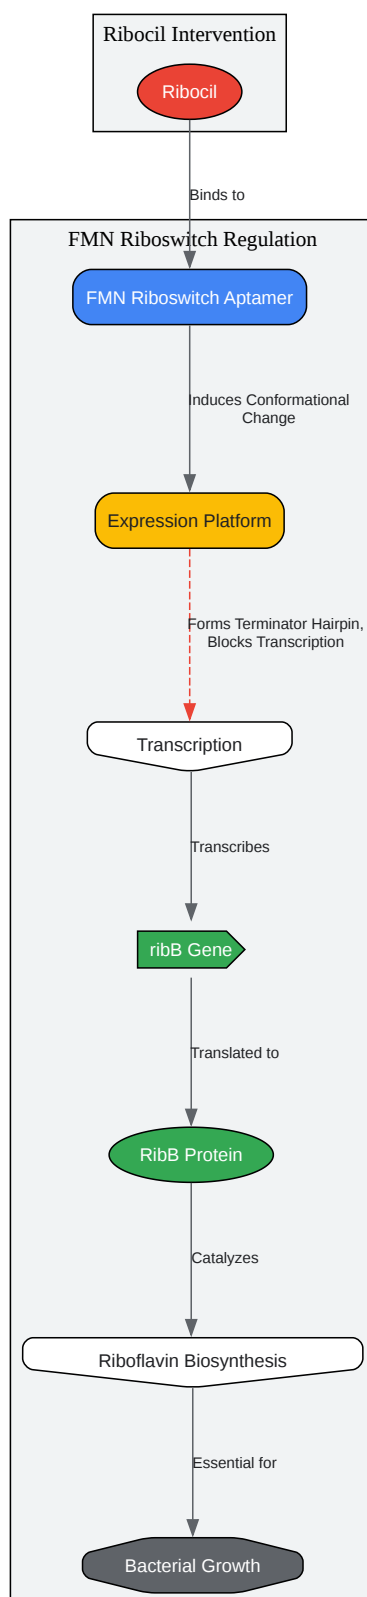 Ribocil Intervention
Ribocil
Binds to
FMN Riboswitch Regulation
FMN Riboswitch Aptamer
Induces Conformational
Change
Expression Platform
Forms Terminator Hairpin,
Blocks Transcription
Transcription
Transcribes
ribB Gene
Translated to
RibB Protein
Catalyzes
Riboflavin Biosynthesis
Essential for
Bacterial Growth